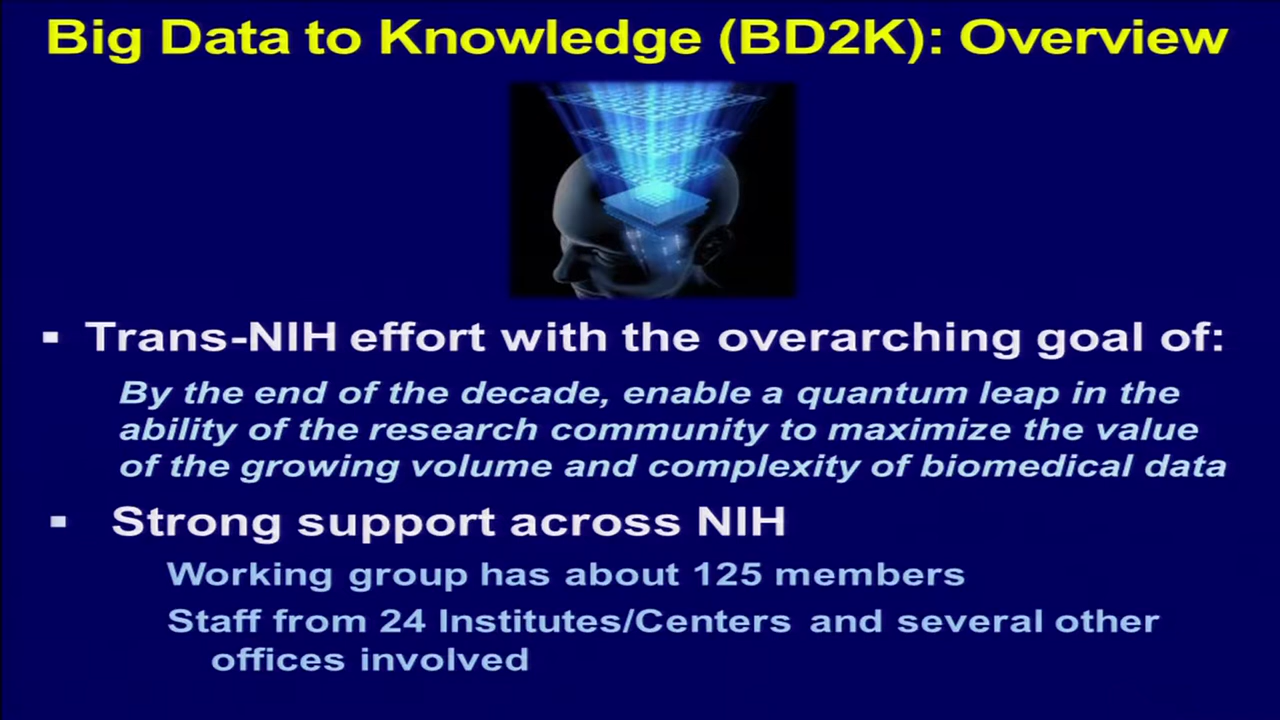 Big Data to Knowledge (BD2K): Overview
▪ Trans-NIH effort with the overarching goal of:
By the end of the decade, enable a quantum leap in the
ability of the research community to maximize the value
of the growing volume and complexity of biomedical data
▪ Strong support across NIH
Working group has about 125 members
Staff from 24 Institutes/Centers and several other
offices involved